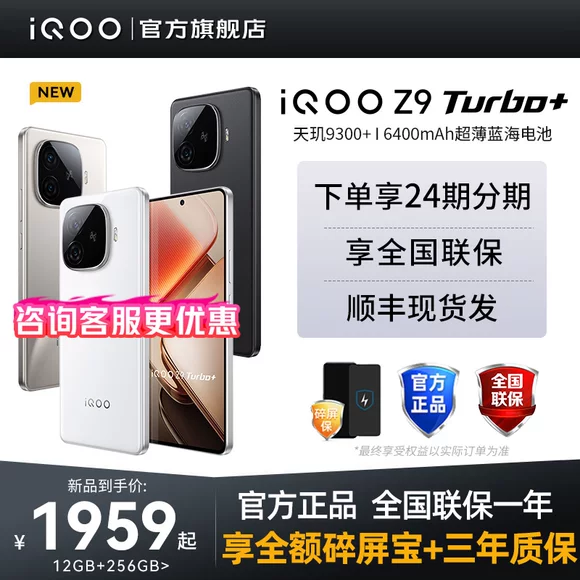 iQOO | 官方旗舰店
NEW
iQOO Z9 Turbo+
天玑9300+ | 6400mAh超薄蓝海电池
下单享24期分期
享全国联保
顺丰现货发
咨询客服更优惠
iQOO Z9 Turbo+
iQOO
碎屏保
官方正品
全国联保
*最终享受权益以实际订单为准
新品到手价:
¥1959起
12GB+256GB>
官方正品 全国联保一年
享全额碎屏宝+三年质保